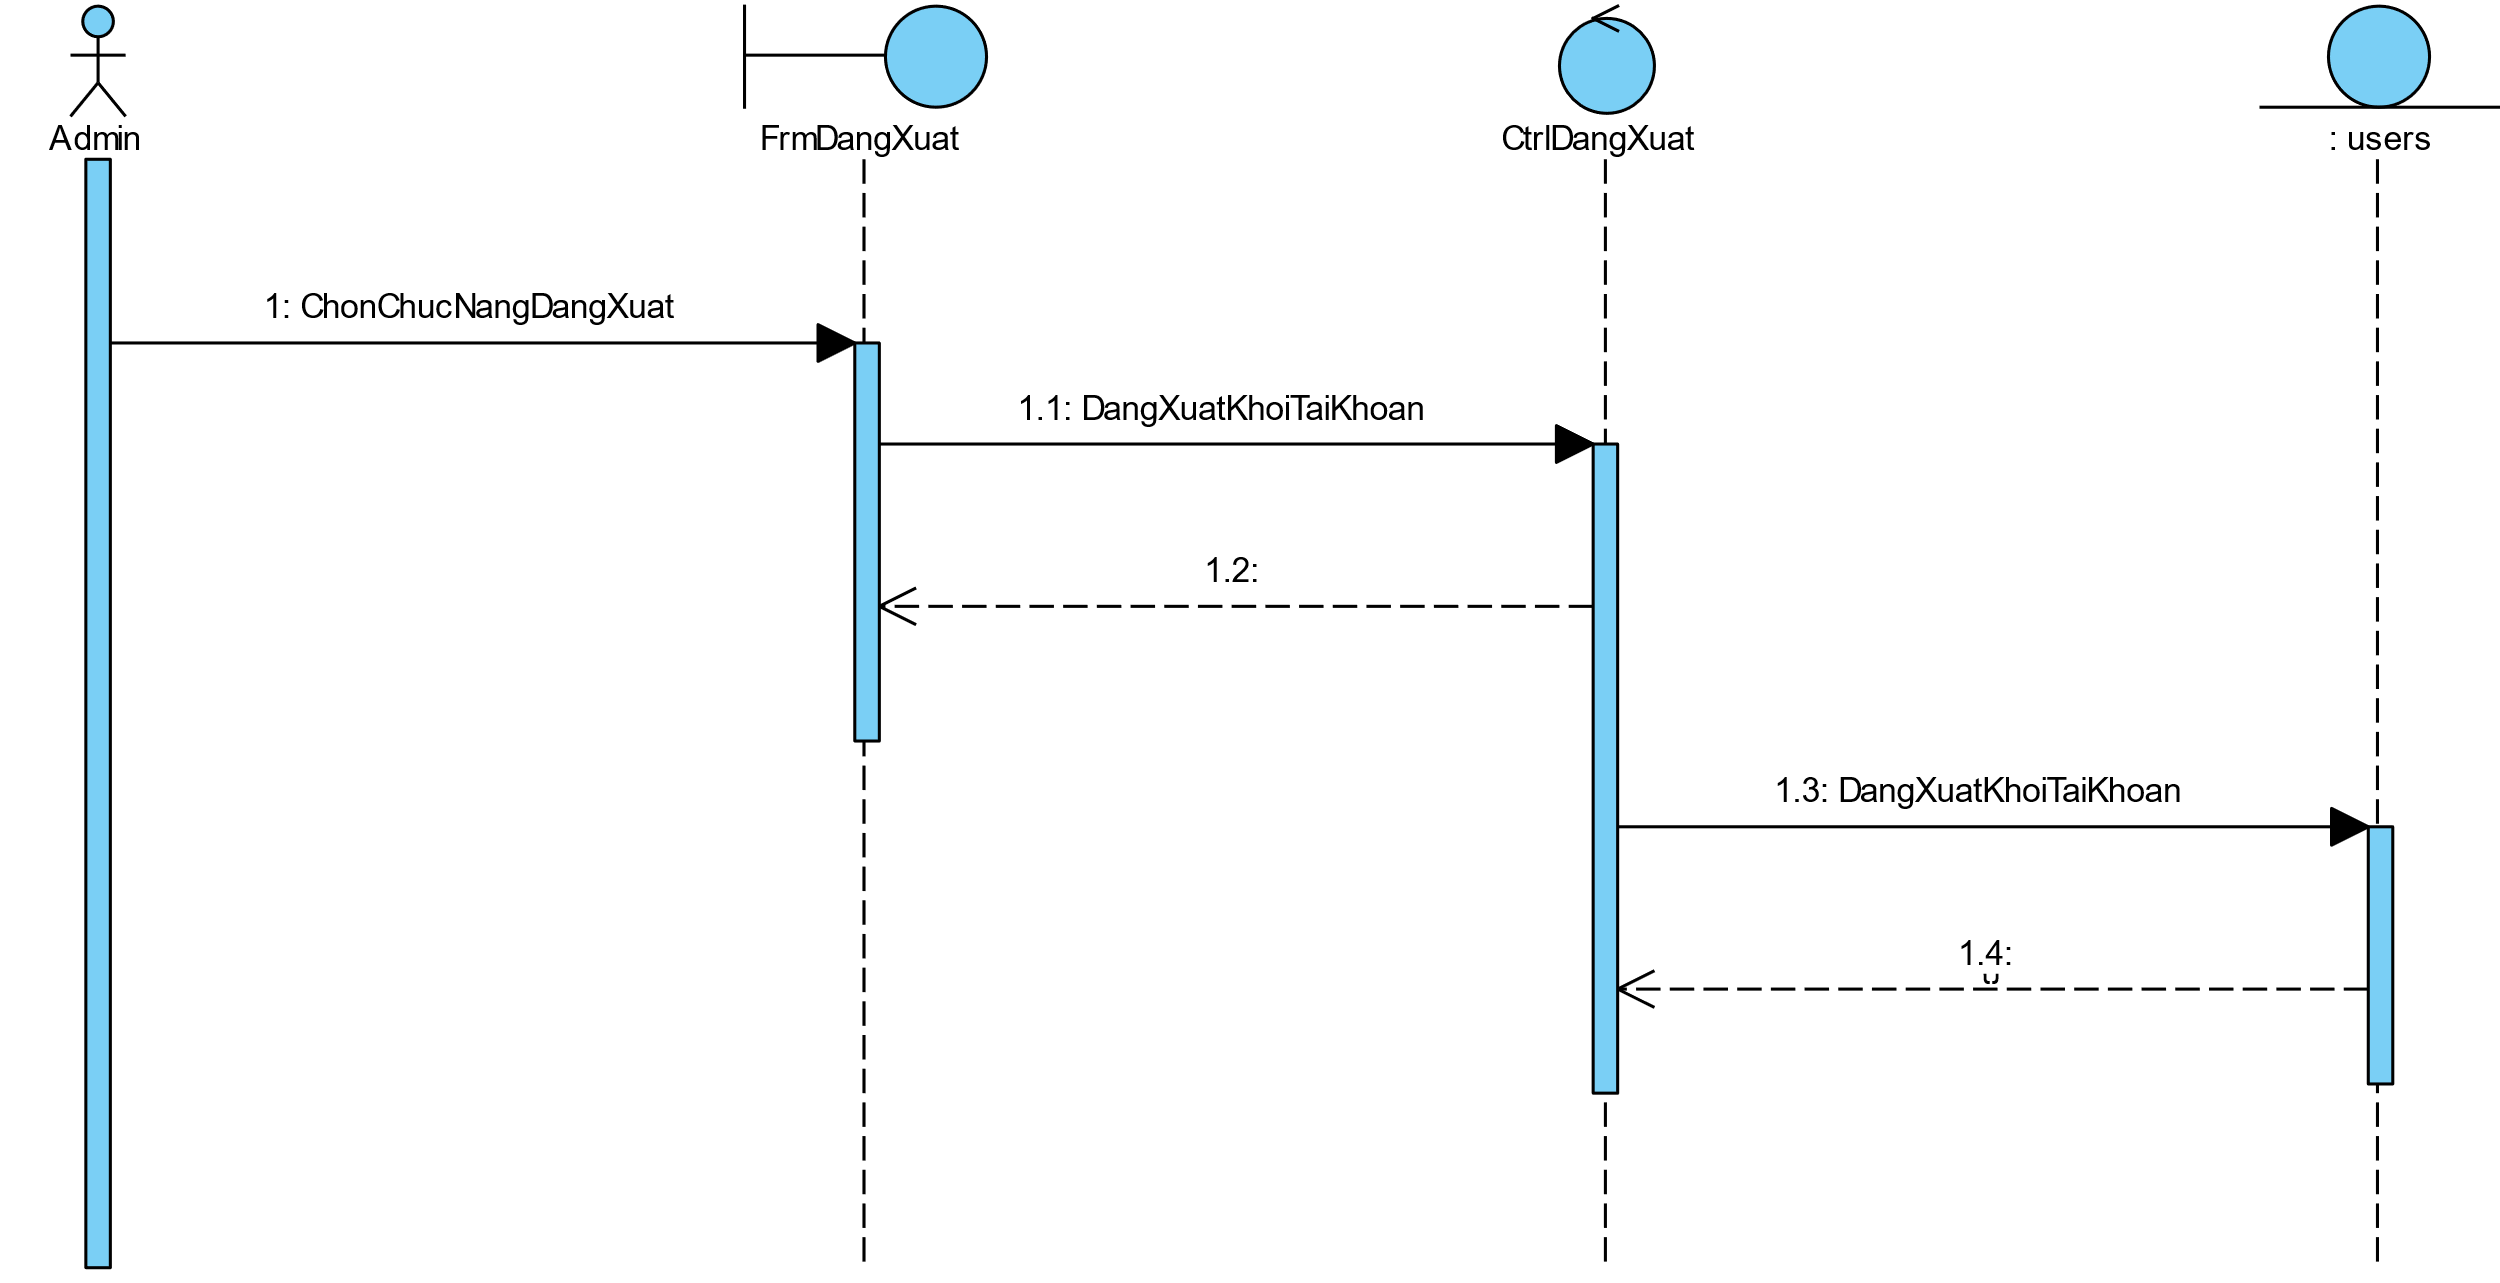 Admin
FrmDangXuat
CtrlDangXuat
: users
1: ChonChucNangDangXuat
1.1: DangXuatKhoiTaiKhoan
1.2:
1.3: DangXuatKhoiTaiKhoan
1.4: